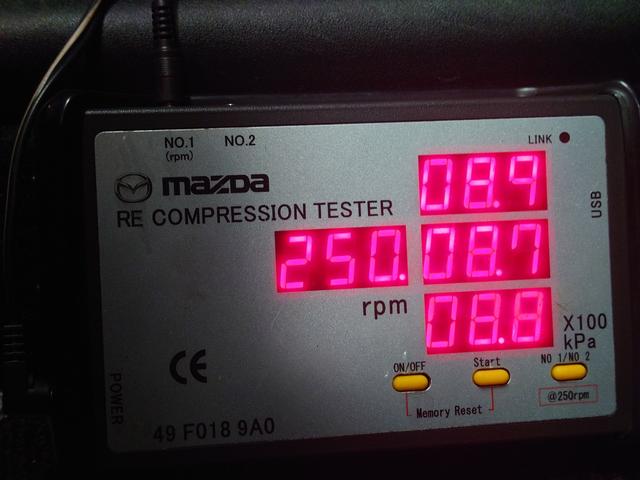 NO.1 NO.2
(rpm)
LINK
mazda
RE COMPRESSION TESTER
08.9
250. 08.7
08.8
rpm
X100
kPa
USB
POWER
CE
ON/OFF Start NO 1/NO 2
Memory Reset
@250rpm
49 F018 9A0